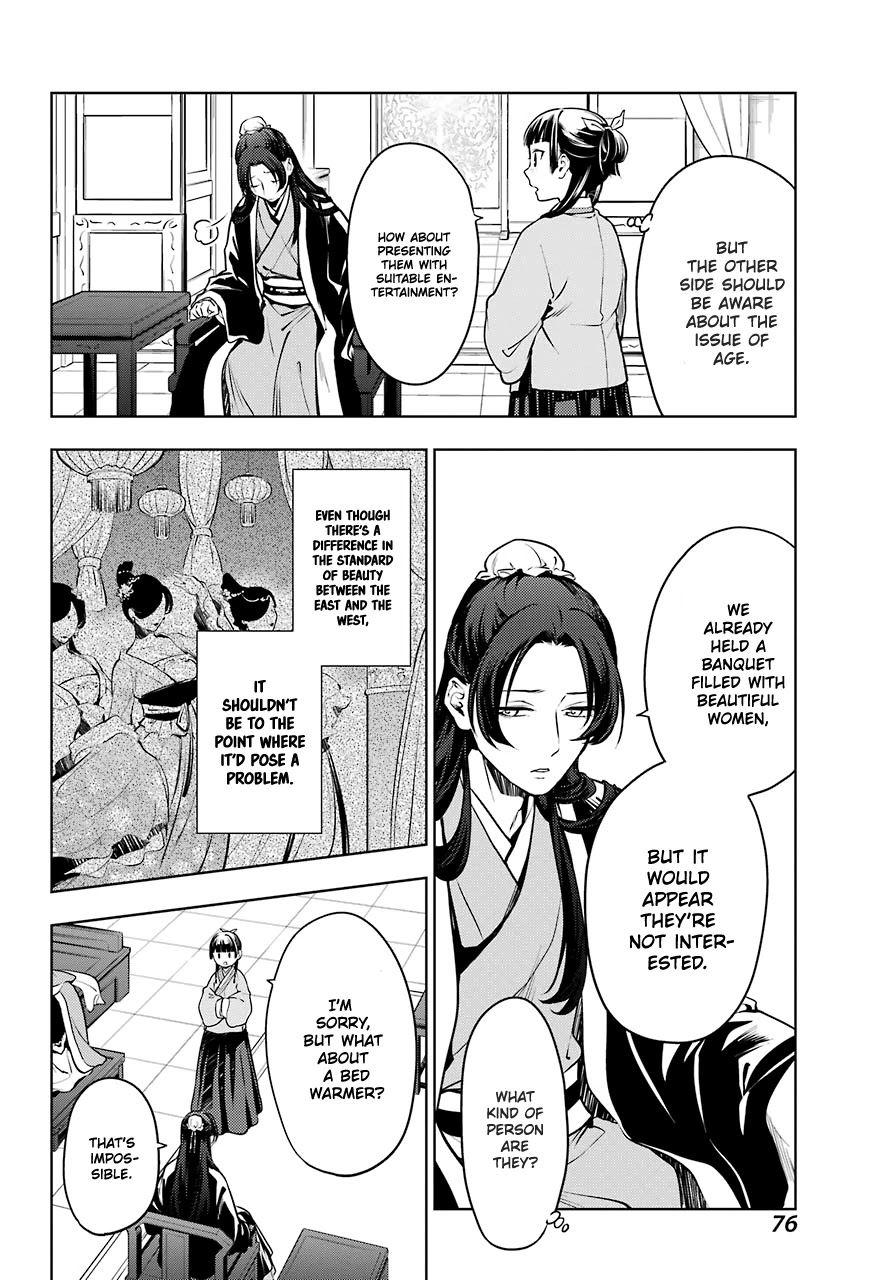 BUT
THE OTHER
SIDE SHOULD
BE AWARE
ABOUT THE
ISSUE OF
AGE.
HOW ABOUT
PRESENTING
THEM WITH
SUITABLE EN-
TERTAINMENT?
WE
ALREADY
HELD A
BANQUET
FILLED WITH
BEAUTIFUL
WOMEN,
BUT IT
WOULD
APPEAR
THEY'RE
NOT INTER-
ESTED.
WHAT
KIND OF
PERSON
ARE
THEY?
EVEN THOUGH
THERE'S A
DIFFERENCE IN
THE STANDARD
OF BEAUTY
BETWEEN THE
EAST AND THE
WEST,
IT
SHOULDN'T
BE TO THE
POINT WHERE
IT'D POSE A
PROBLEM.
I'M
SORRY,
BUT WHAT
ABOUT
A BED
WARMER?
THAT'S
IMPOS-
SIBLE.
76